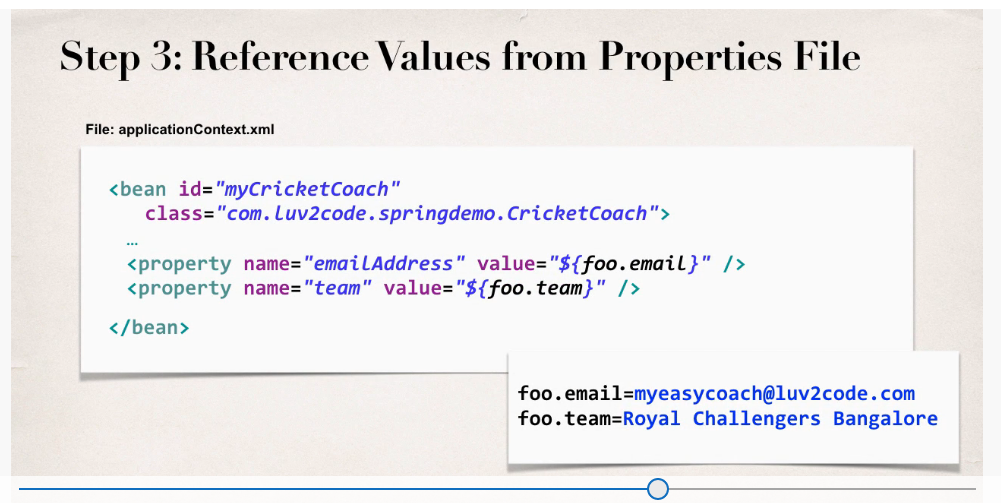 Step 3: Reference Values from Properties File
File: applicationContext.xml
<bean id="myCricketCoach"
class="com.luv2code.springdemo.CricketCoach">
…
<property name="emailAddress" value="${foo.email}" />
<property name="team" value="${foo.team}" />
</bean>
foo.email=myeasycoach@luv2code.com
foo.team=Royal Challengers Bangalore